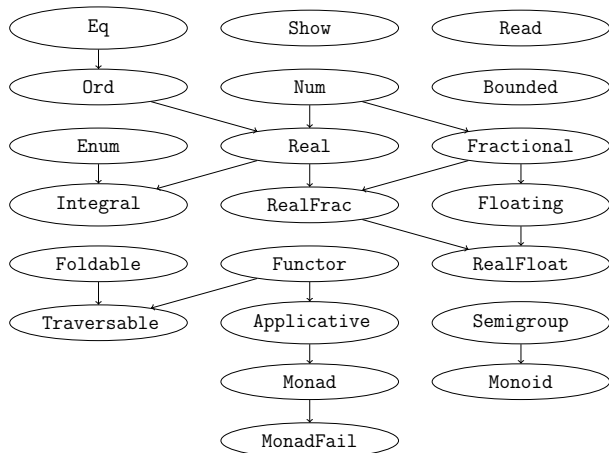 Eq
Show
Read
Ord
Num
Bounded
Enum
Real
Fractional
Integral
RealFrac
Floating
Foldable
Functor
RealFloat
Traversable
Applicative
Semigroup
Monad
Monoid
MonadFail